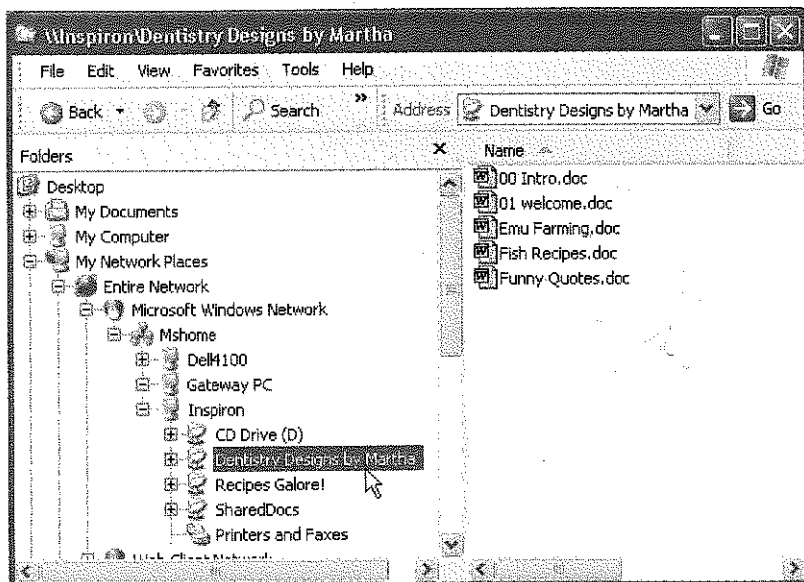 \\Inspiron\Dentistry Designs by Martha
File Edit View Favorites Tools Help
Back Search » Address Dentistry Designs by Martha Go
Folders x Name
Desktop
My Documents
My Computer
My Network Places
Entire Network
Microsoft Windows Network
Mshome
Dell4100
Gateway PC
Inspiron
CD Drive (D)
Dentistry Designs by Martha
Recipes Galore!
SharedDocs
Printers and Faxes
Web Client Network
00 Intro.doc
01 welcome.doc
Emu Farming.doc
Fish Recipes.doc
Funny Quotes.doc